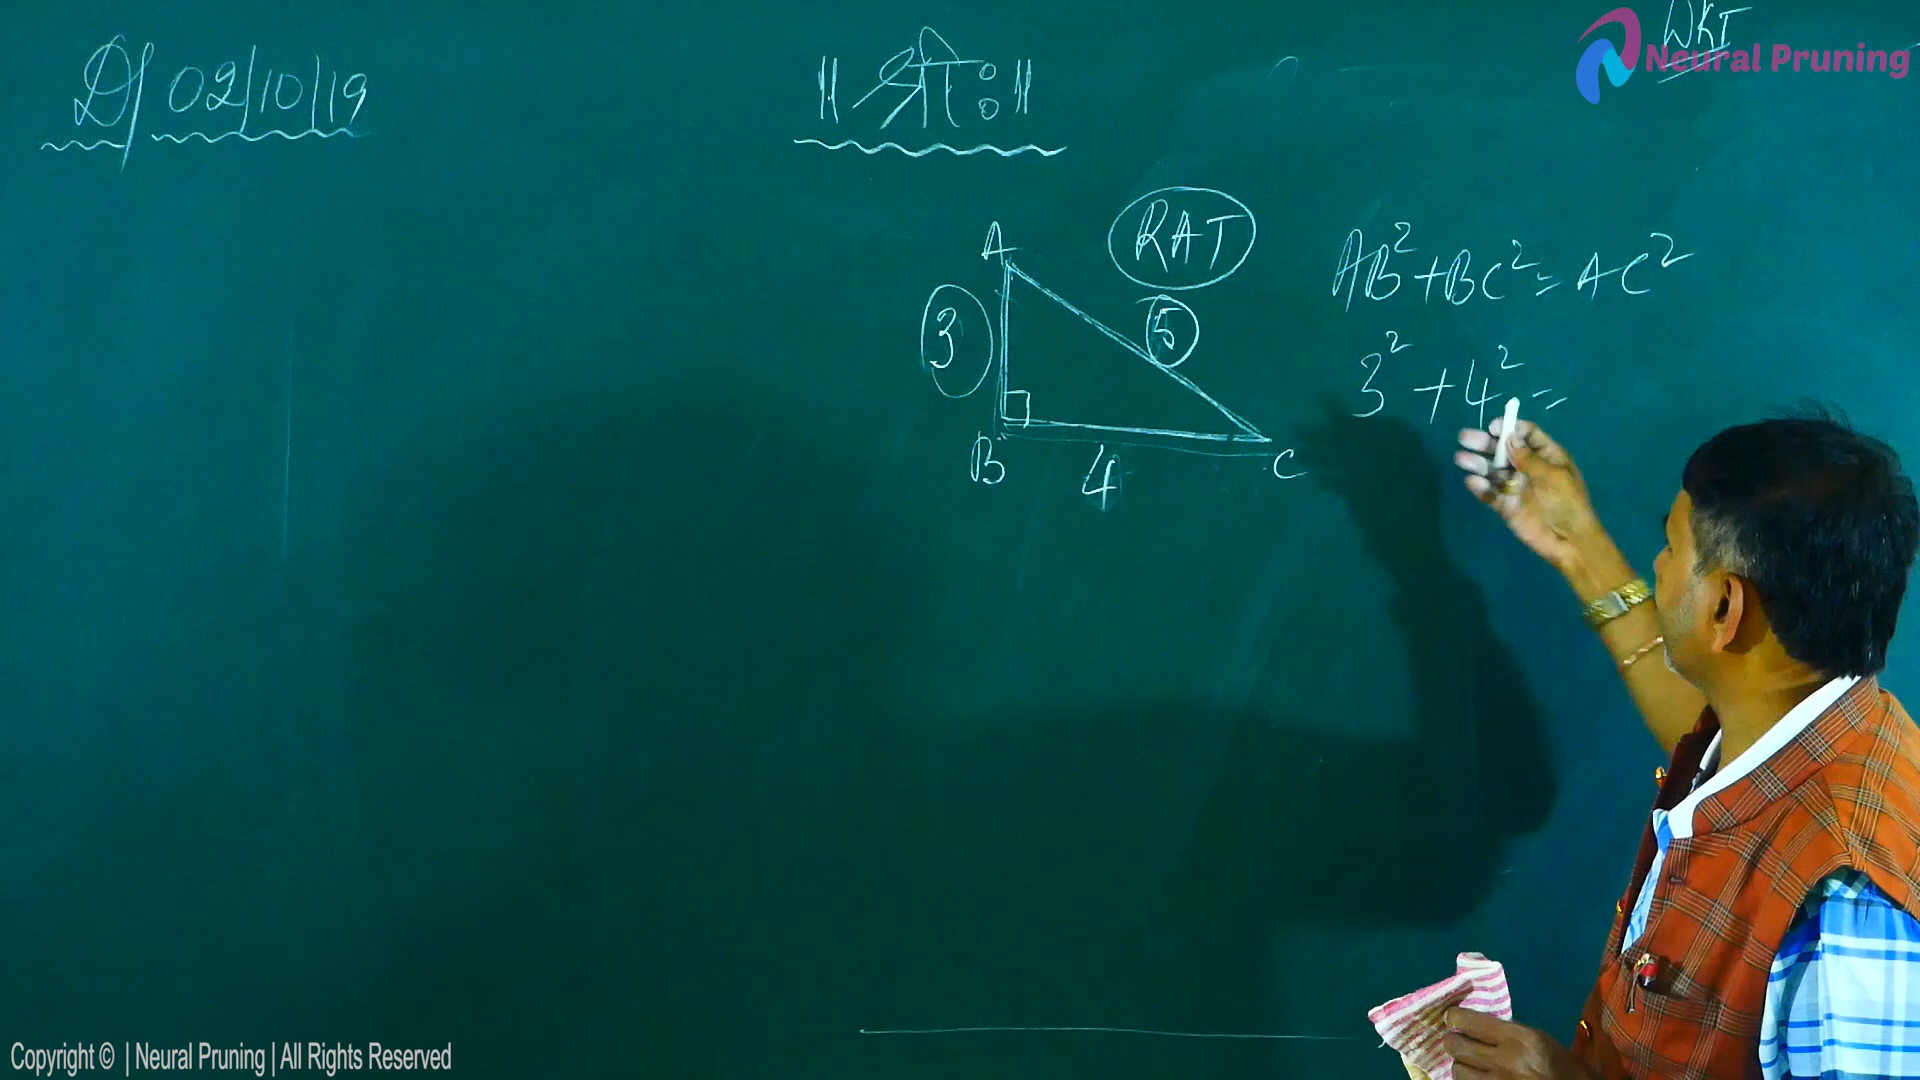 D/ 02/10/19
॥ श्रीः ॥
WKT
Neural Pruning
RAT
A
AB²+BC²=AC²
3
5
3²+4²=
B
4
C
Copyright © | Neural Pruning | All Rights Reserved